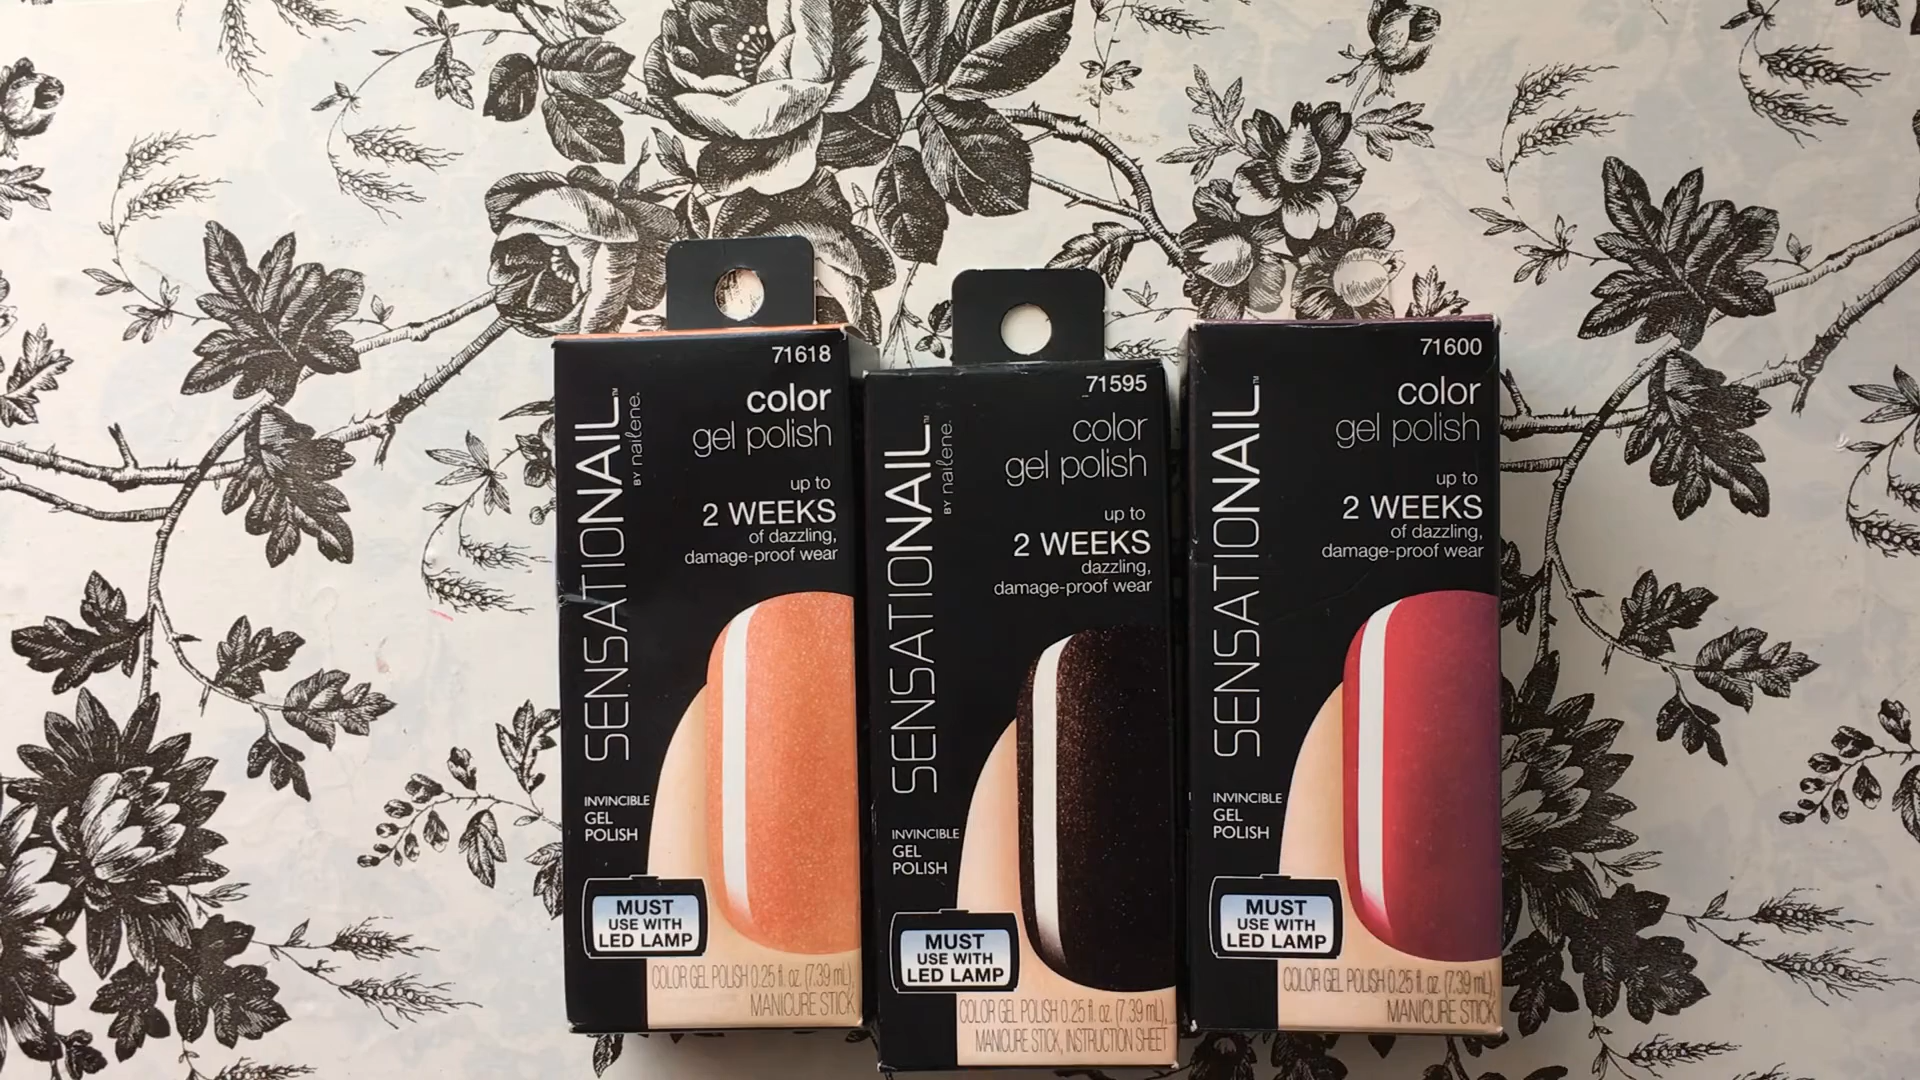 71618
color
gel polish
up to
2 WEEKS
of dazzling,
damage-proof wear
SENSATIONAIL™
BY nailene.
INVINCIBLE
GEL
POLISH
MUST
USE WITH
LED LAMP
COLOR GEL POLISH 0.25 fl. oz. (7.39 mL),
MANICURE STICK
71595
color
gel polish
up to
2 WEEKS
dazzling,
damage-proof wear
SENSATIONAIL™
BY nailene.
INVINCIBLE
GEL
POLISH
MUST
USE WITH
LED LAMP
COLOR GEL POLISH 0.25 fl. oz. (7.39 mL),
MANICURE STICK, INSTRUCTION SHEET
71600
color
gel polish
up to
2 WEEKS
of dazzling,
damage-proof wear
SENSATIONAIL™
INVINCIBLE
GEL
POLISH
MUST
USE WITH
LED LAMP
COLOR GEL POLISH 0.25 fl. oz. (7.39 mL),
MANICURE STICK